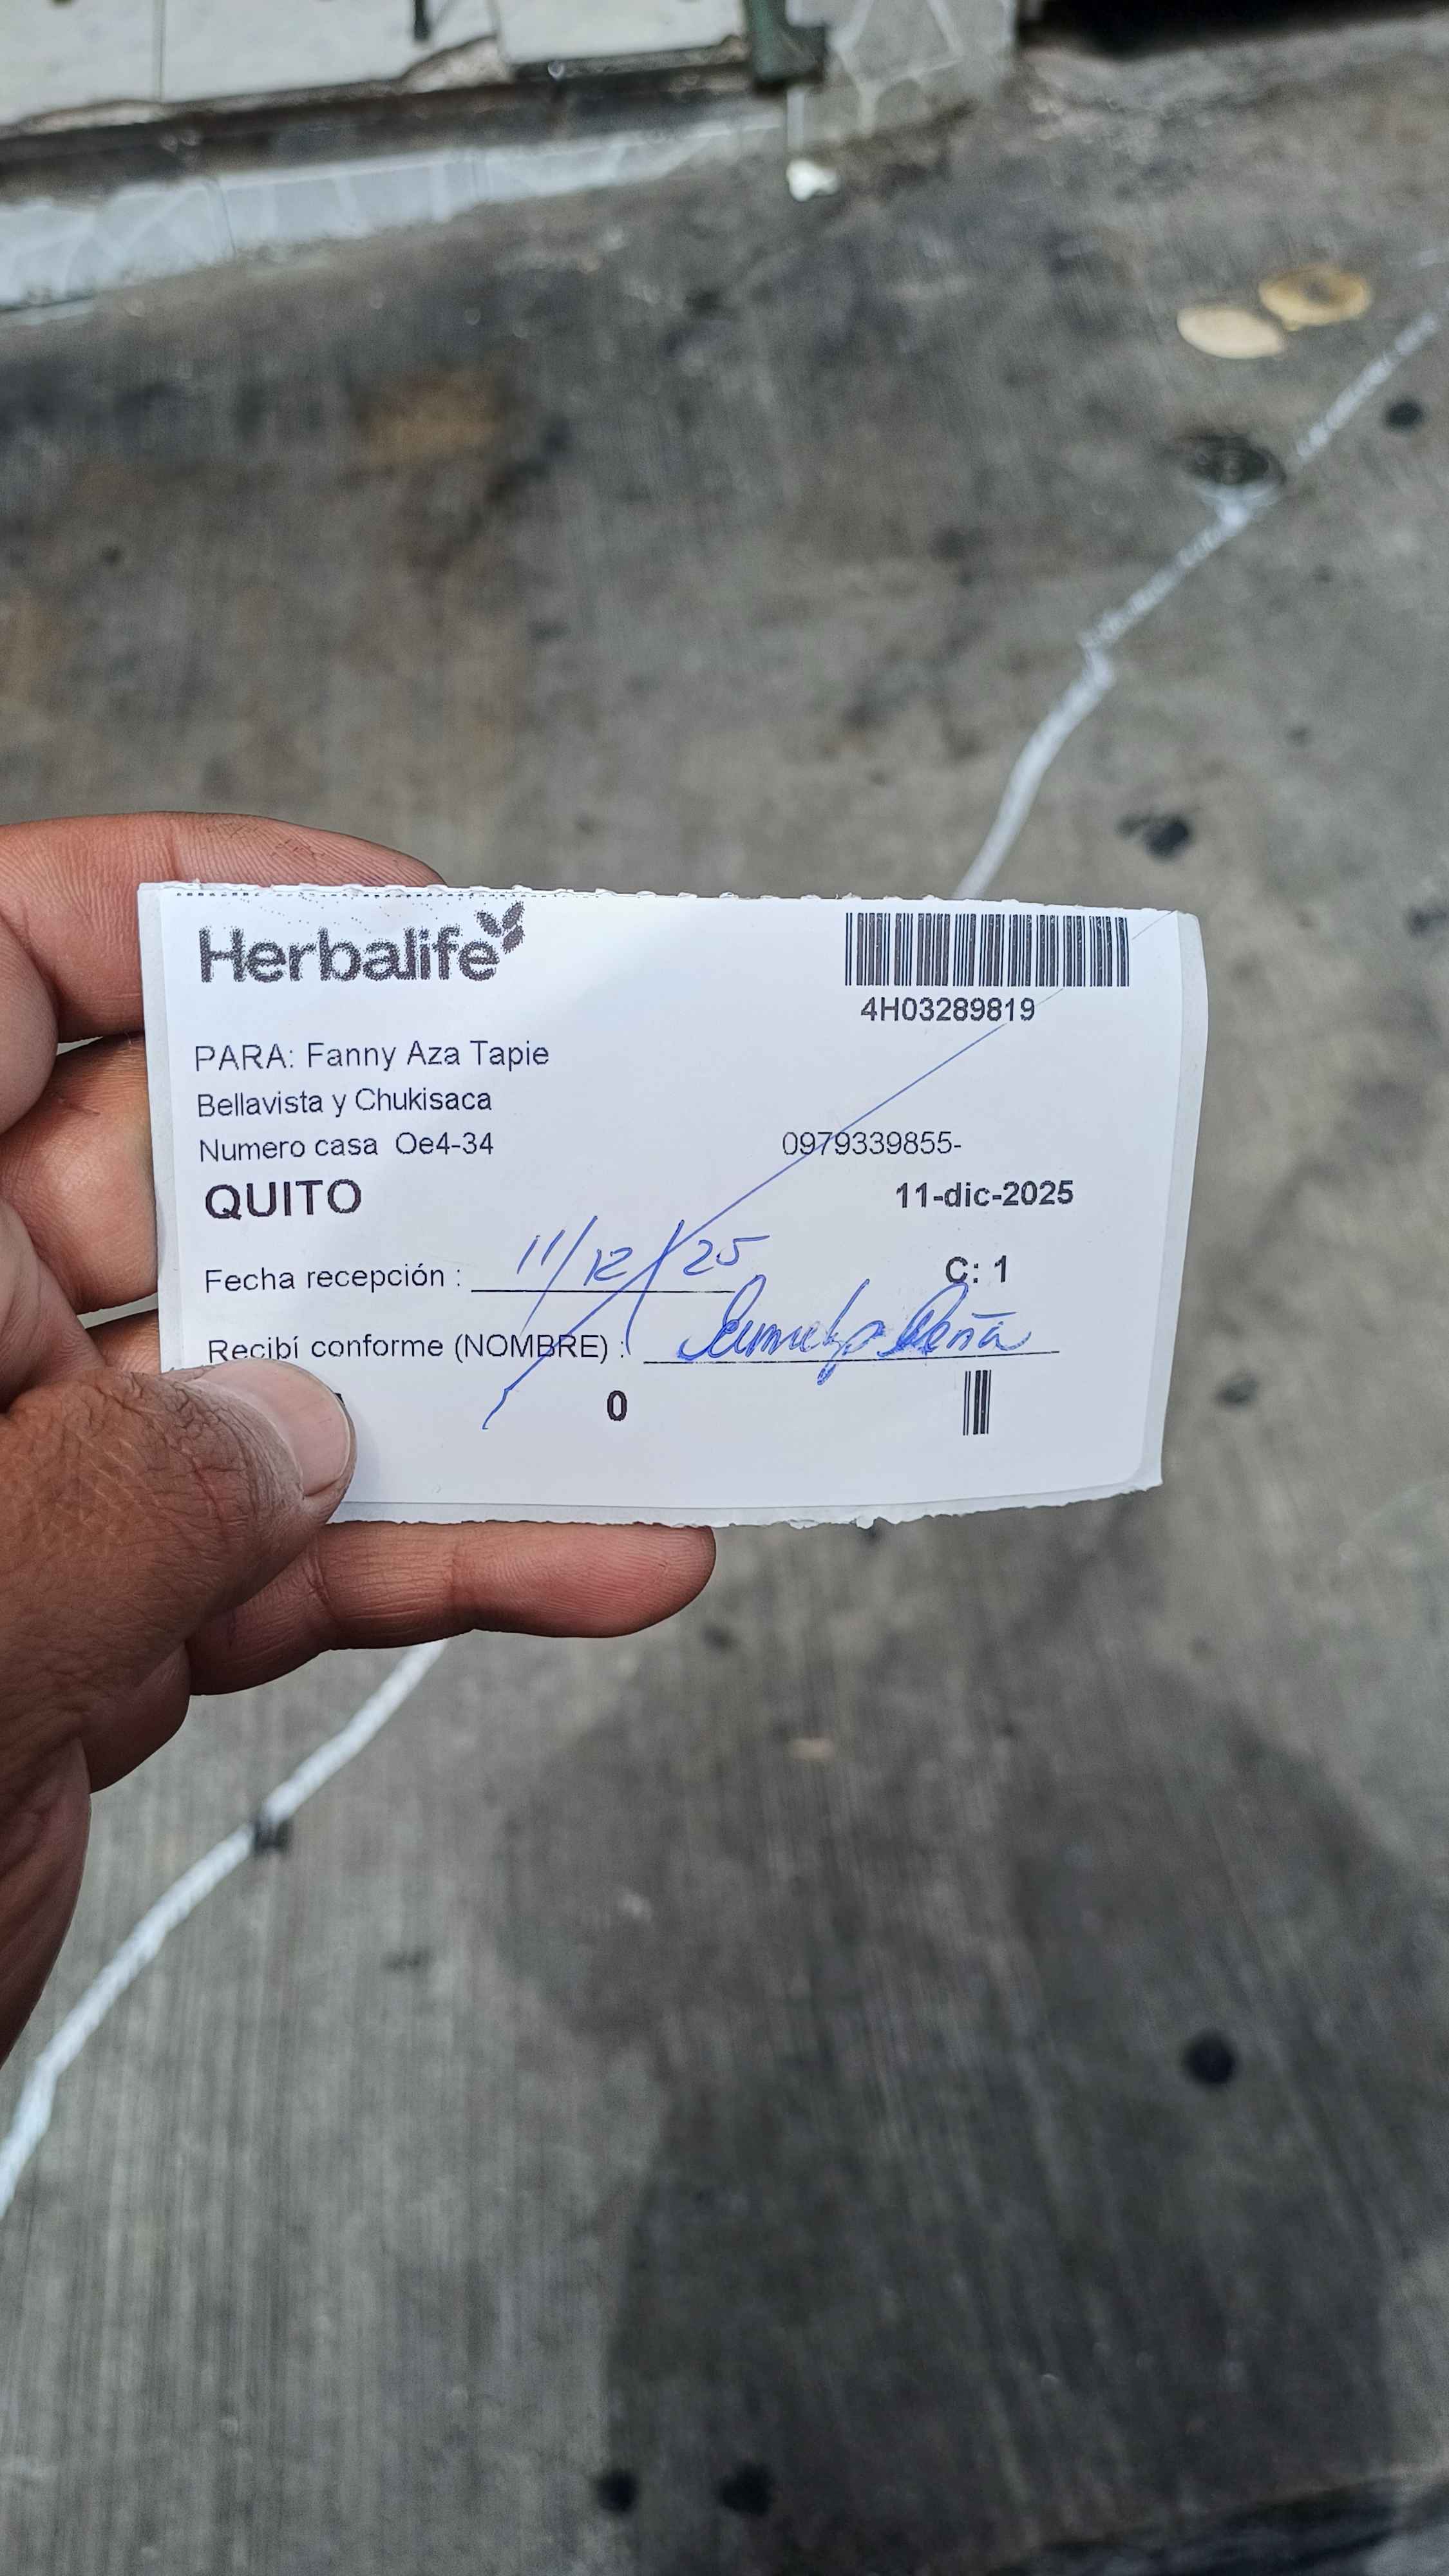 Herbalife
4H03289819
PARA: Fanny Aza Tapie
Bellavista y Chukisaca
Numero casa Oe4-34 0979339855-
QUITO 11-dic-2025
Fecha recepción : 11/12/25 C: 1
Recibí conforme (NOMBRE) : Peña
0